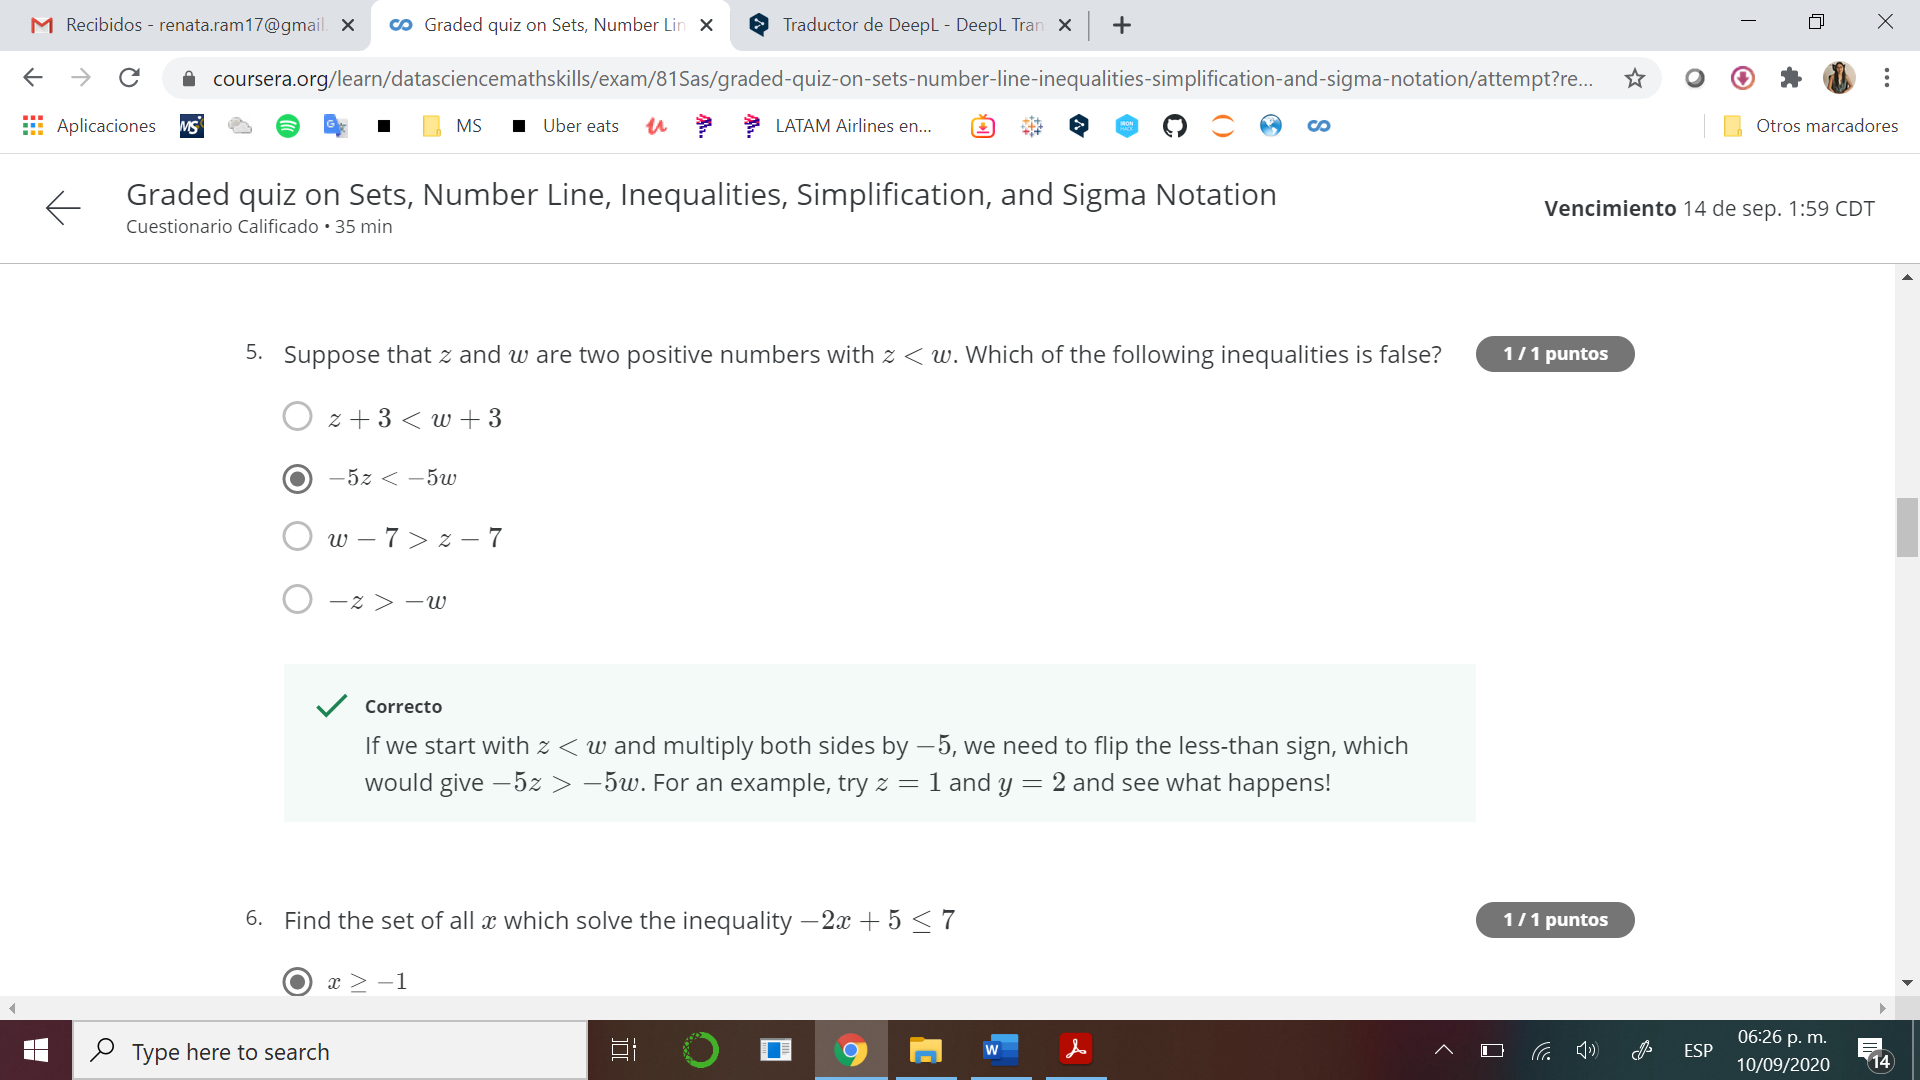 Recibidos - renata.ram17@gmail.
Graded quiz on Sets, Number Lin
Traductor de DeepL - DeepL Tran
coursera.org/learn/datasciencemathskills/exam/81Sas/graded-quiz-on-sets-number-line-inequalities-simplification-and-sigma-notation/attempt?re...
Aplicaciones MS MS Uber eats LATAM Airlines en... Otros marcadores
Graded quiz on Sets, Number Line, Inequalities, Simplification, and Sigma Notation
Cuestionario Calificado • 35 min
Vencimiento 14 de sep. 1:59 CDT
5. Suppose that z and w are two positive numbers with z < w. Which of the following inequalities is false?
1 / 1 puntos
z + 3 < w + 3
−5z < −5w
w − 7 > z − 7
−z > −w
Correcto
If we start with z < w and multiply both sides by −5, we need to flip the less-than sign, which
would give −5z > −5w. For an example, try z = 1 and y = 2 and see what happens!
6. Find the set of all x which solve the inequality −2x + 5 ≤ 7
1 / 1 puntos
x ≥ −1
Type here to search
W
ESP
06:26 p. m.
10/09/2020
14